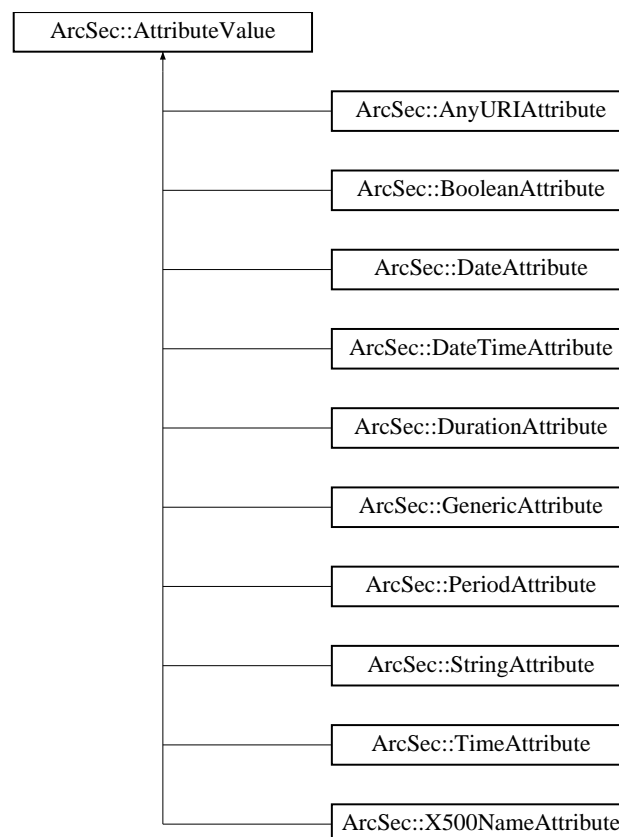 ArcSec::AttributeValue
ArcSec::AnyURIAttribute
ArcSec::BooleanAttribute
ArcSec::DateAttribute
ArcSec::DateTimeAttribute
ArcSec::DurationAttribute
ArcSec::GenericAttribute
ArcSec::PeriodAttribute
ArcSec::StringAttribute
ArcSec::TimeAttribute
ArcSec::X500NameAttribute